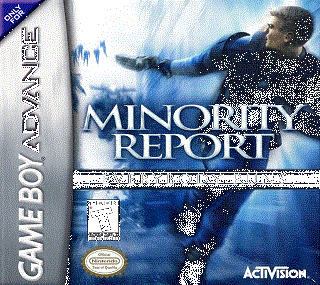 ONLY
FOR
GAME BOY ADVANCE
MINORITY
REPORT
Official
Nintendo
Seal of Quality
ACTIVISION